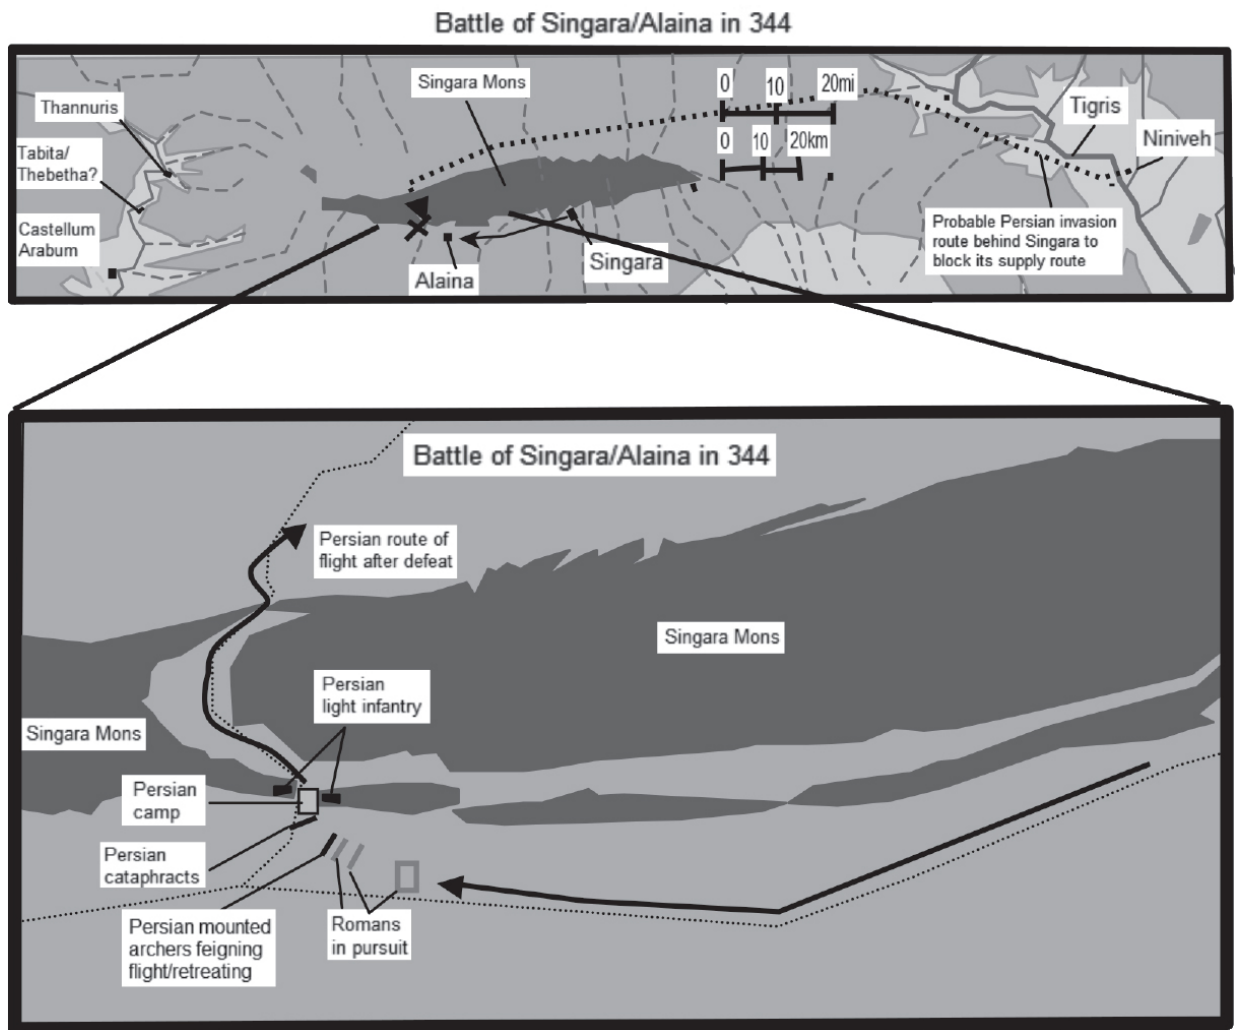 Battle of Singara/Alaina in 344
Singara Mons
0
10
20mi
Thannuris
Tigris
0
10
20km
Niniveh
Tabita/
Thebetha?
Castellum
Arabum
Probable Persian invasion
route behind Singara to
block its supply route
Singara
Alaina
Battle of Singara/Alaina in 344
Persian route of
flight after defeat
Singara Mons
Persian
light infantry
Singara Mons
Persian
camp
Persian
cataphracts
Persian mounted
archers feigning
flight/retreating
Romans
in pursuit